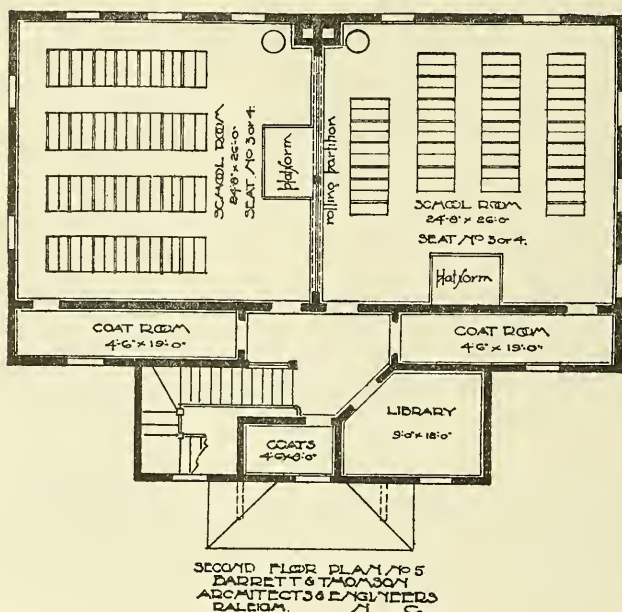 SCHOOL ROOM
24'-8" x 26'-0"
SEAT. No 3 or 4.
platform
rolling partition
SCHOOL ROOM
24'-8" x 26'-0"
SEAT No 3 or 4.
platform
COAT ROOM
4'-6" x 19'-0"
COAT ROOM
4'-6" x 19'-0"
LIBRARY
9'-0" x 18'-0"
COATS
4'-6" x 8'-0"
SECOND FLOOR PLAN No 5
BARRETT & THOMSON
ARCHITECTS & ENGINEERS
RALEIGH, N. C.